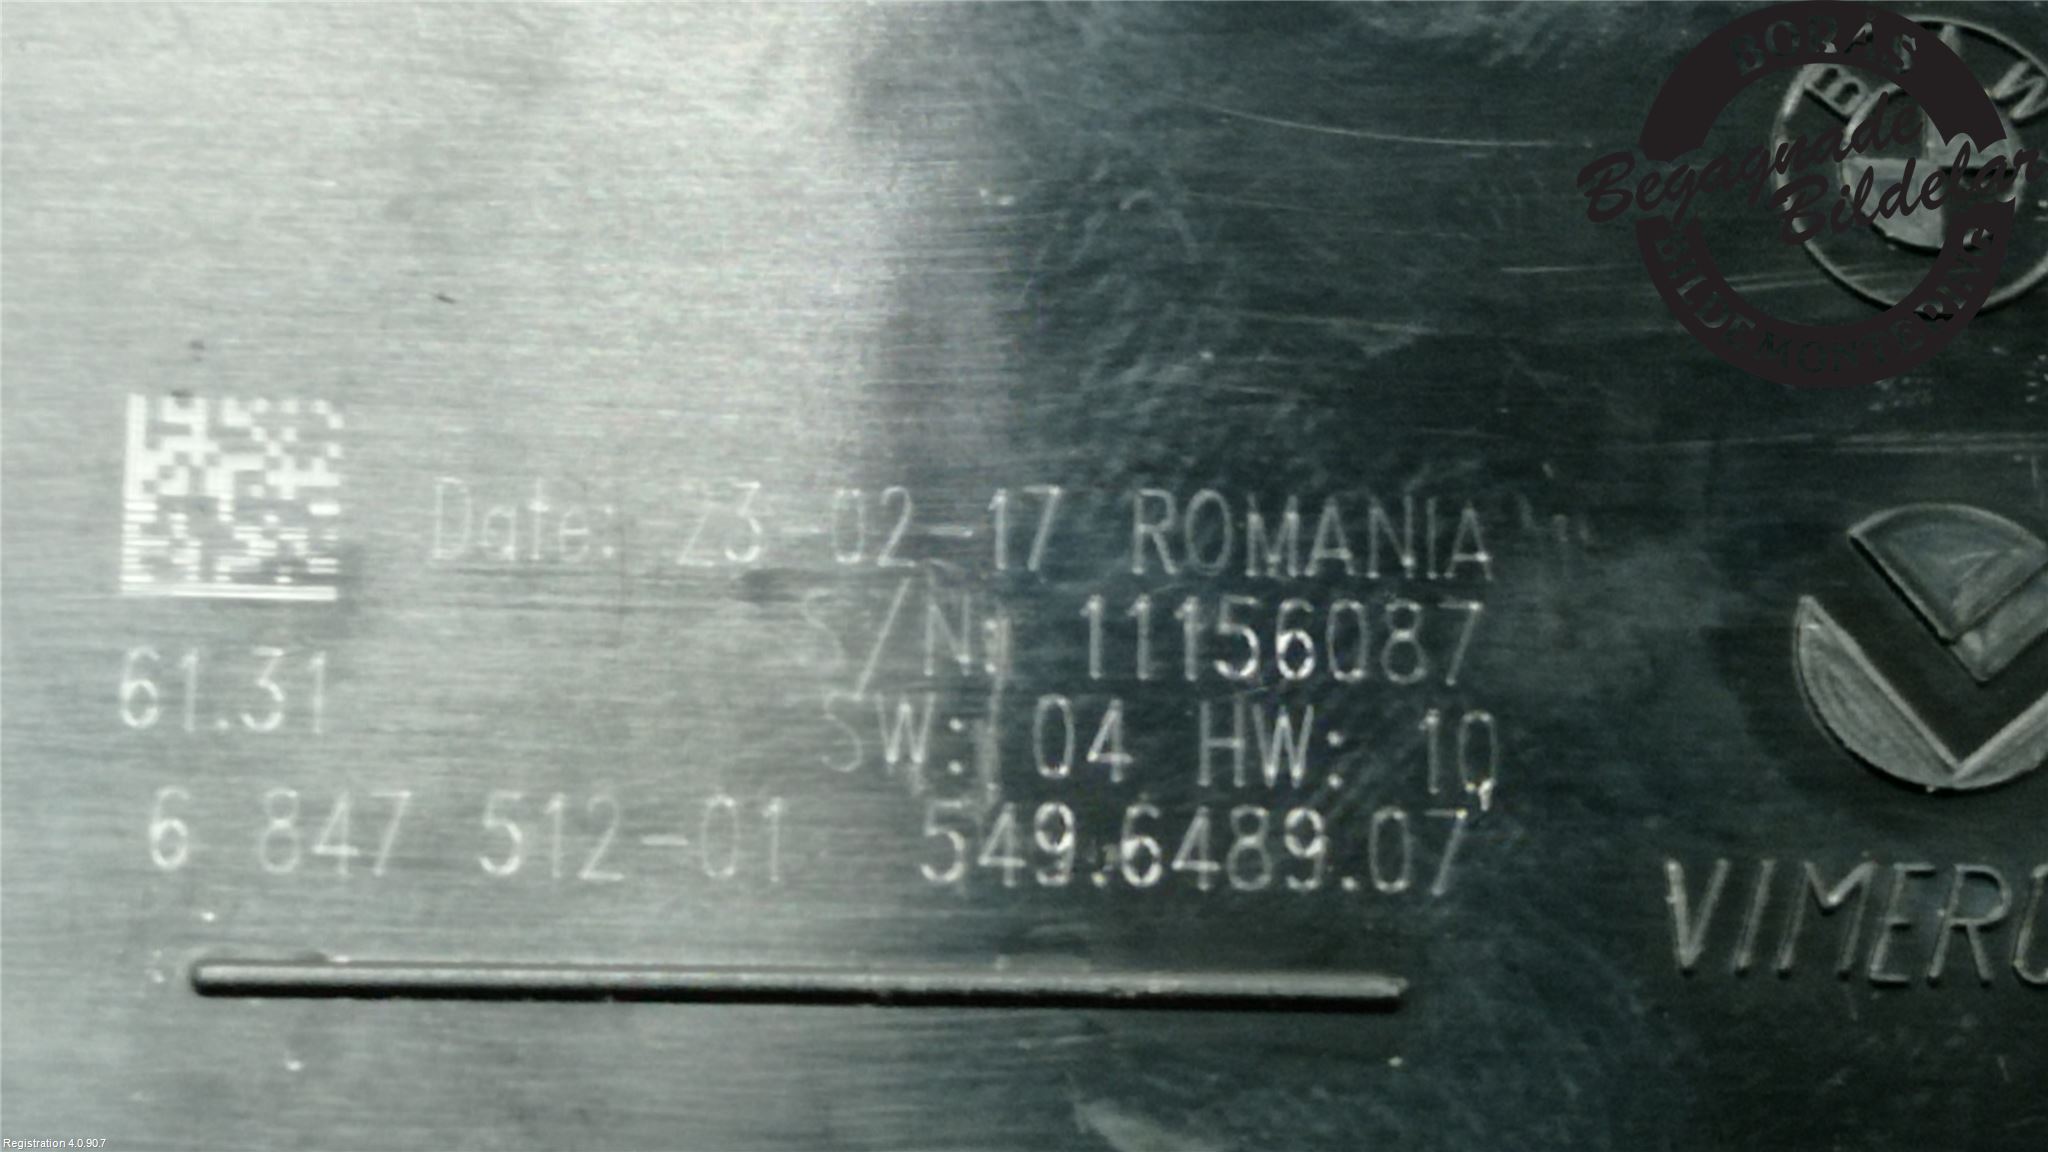 BORÅS
Begagnade
Bildelar
BILDEMONTERING
B W
Date: 23-02-17 ROMANIA
S/N: 11156087
61.31
SW: 04 HW: 10
6 847 512-01 549.6489.07
VIMERC
Registration 4.0.90.7